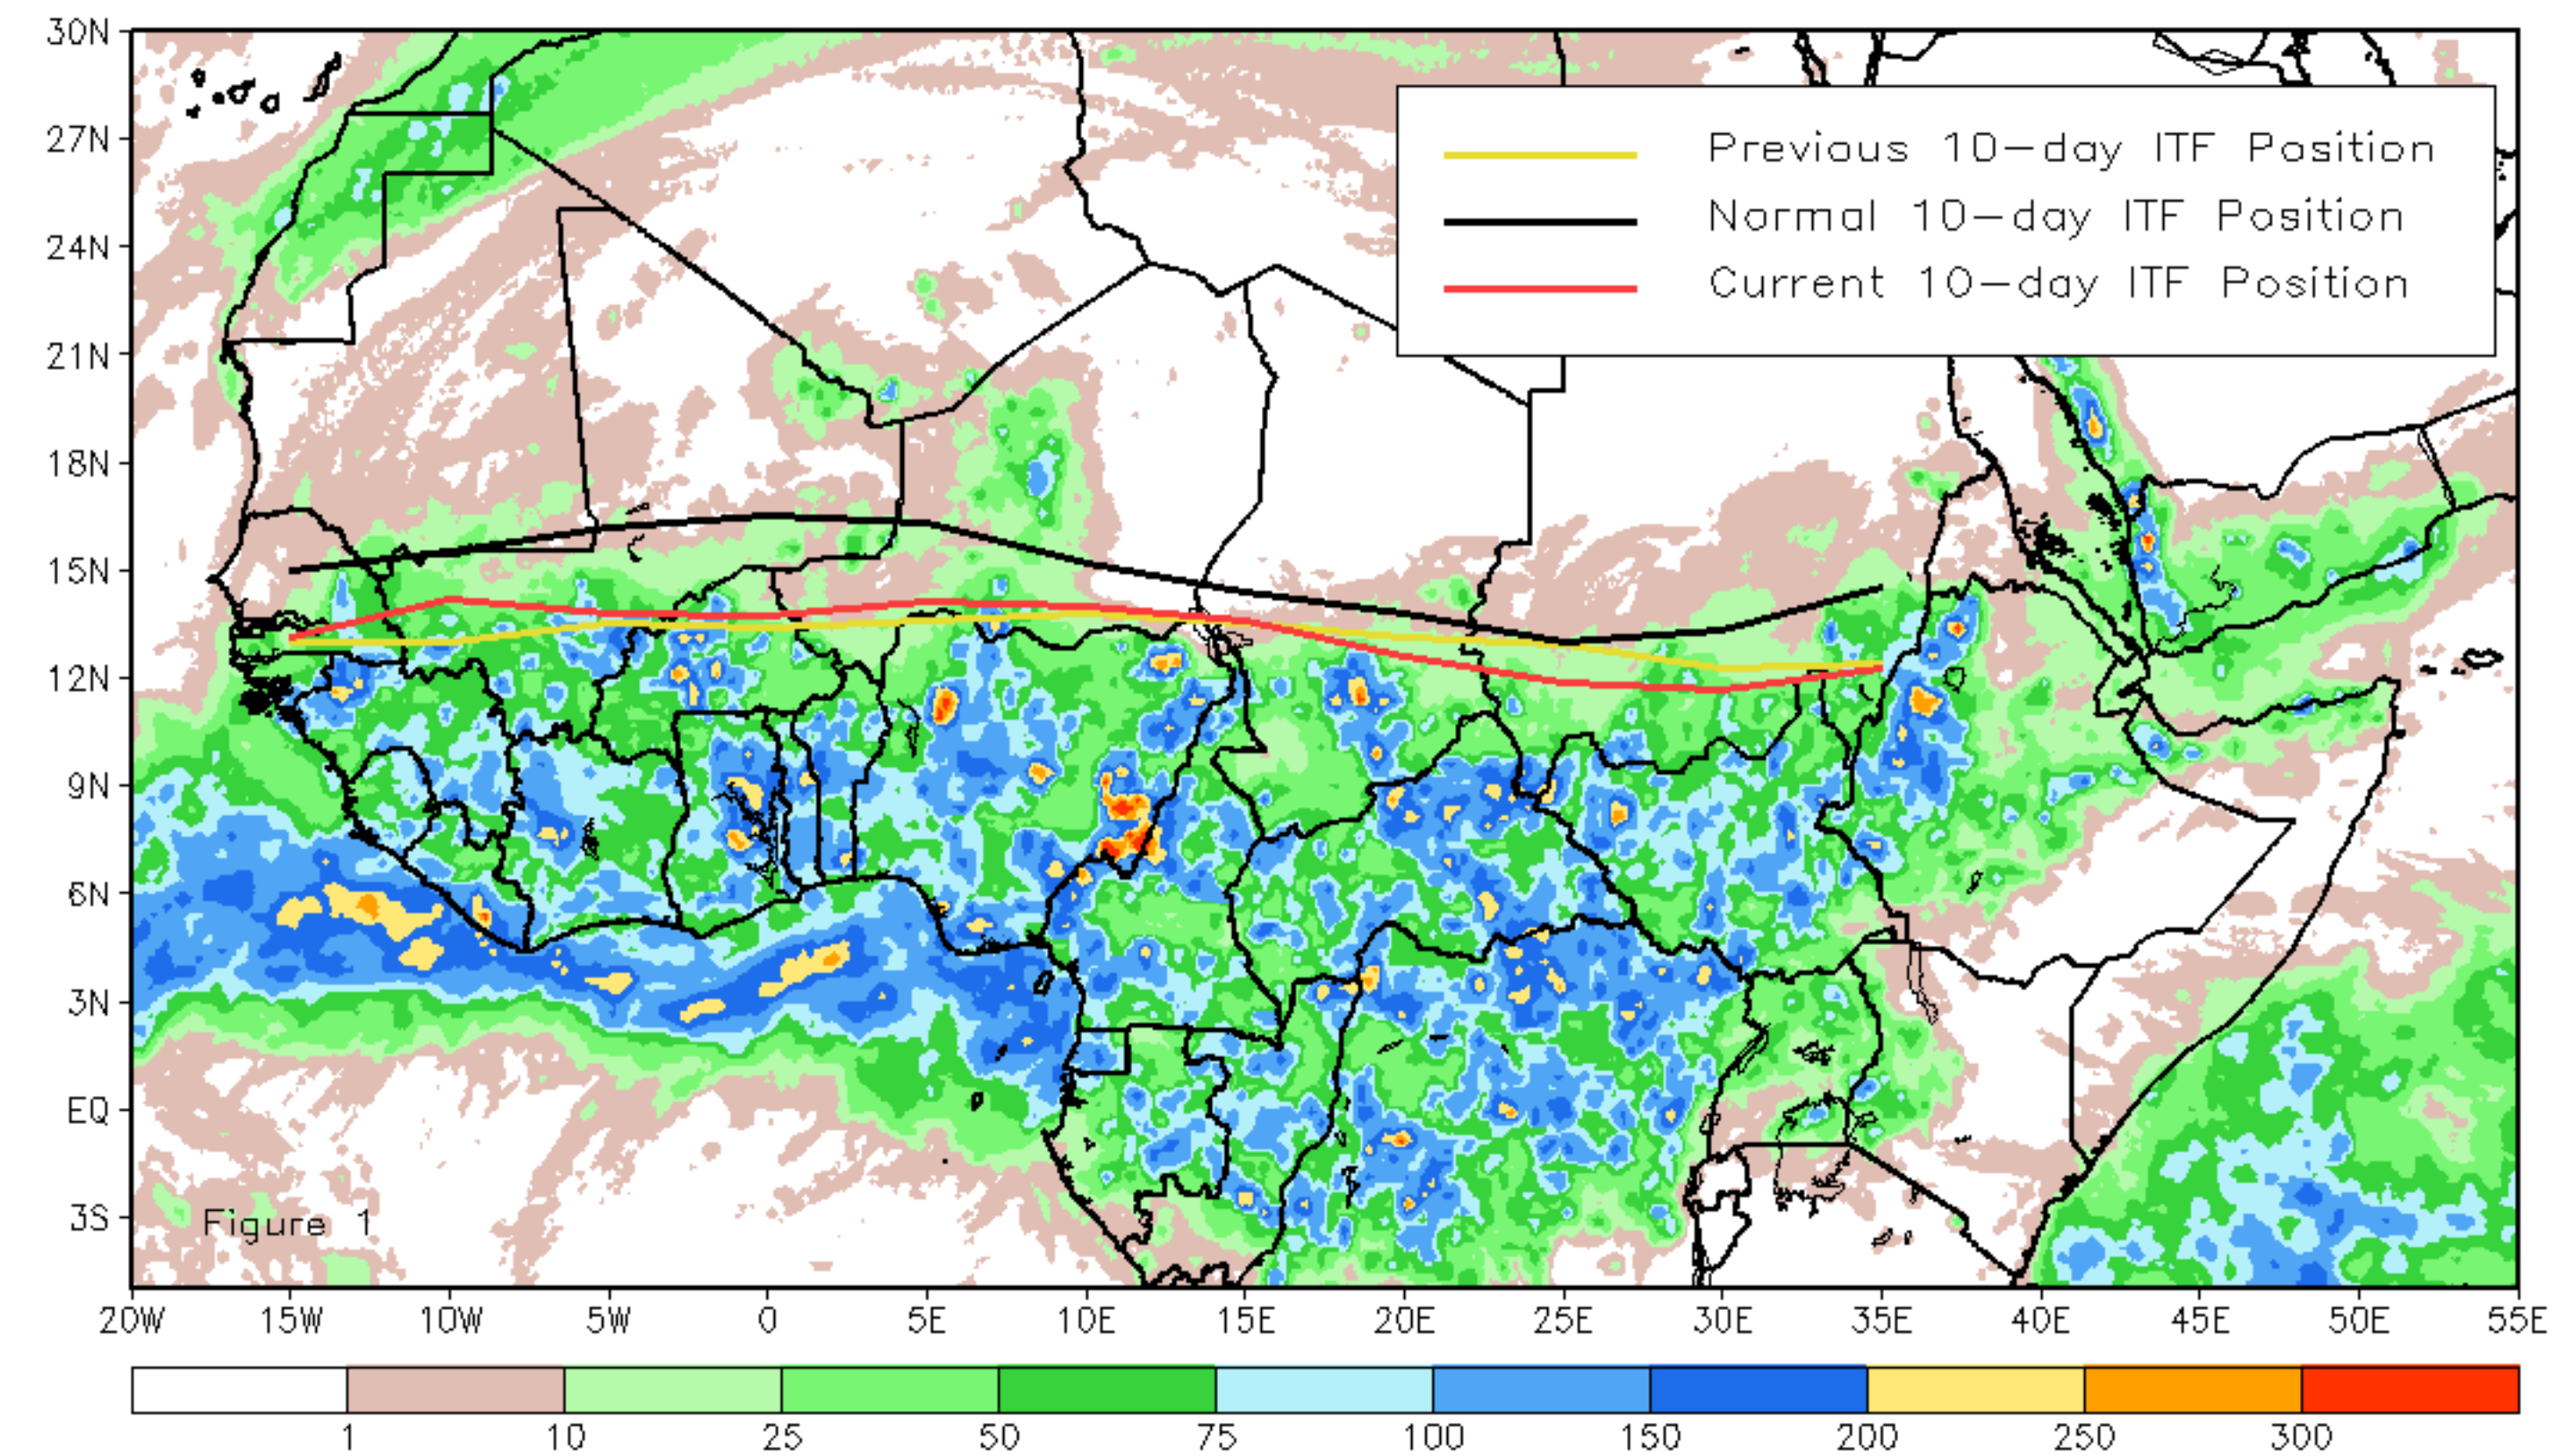 30N
27N
24N
21N
18N
15N
12N
9N
6N
3N
EQ
3S
Previous 10-day ITF Position
Normal 10-day ITF Position
Current 10-day ITF Position
Figure 1
20W 15W 10W 5W 0 5E 10E 15E 20E 25E 30E 35E 40E 45E 50E 55E
1 10 25 50 75 100 150 200 250 300